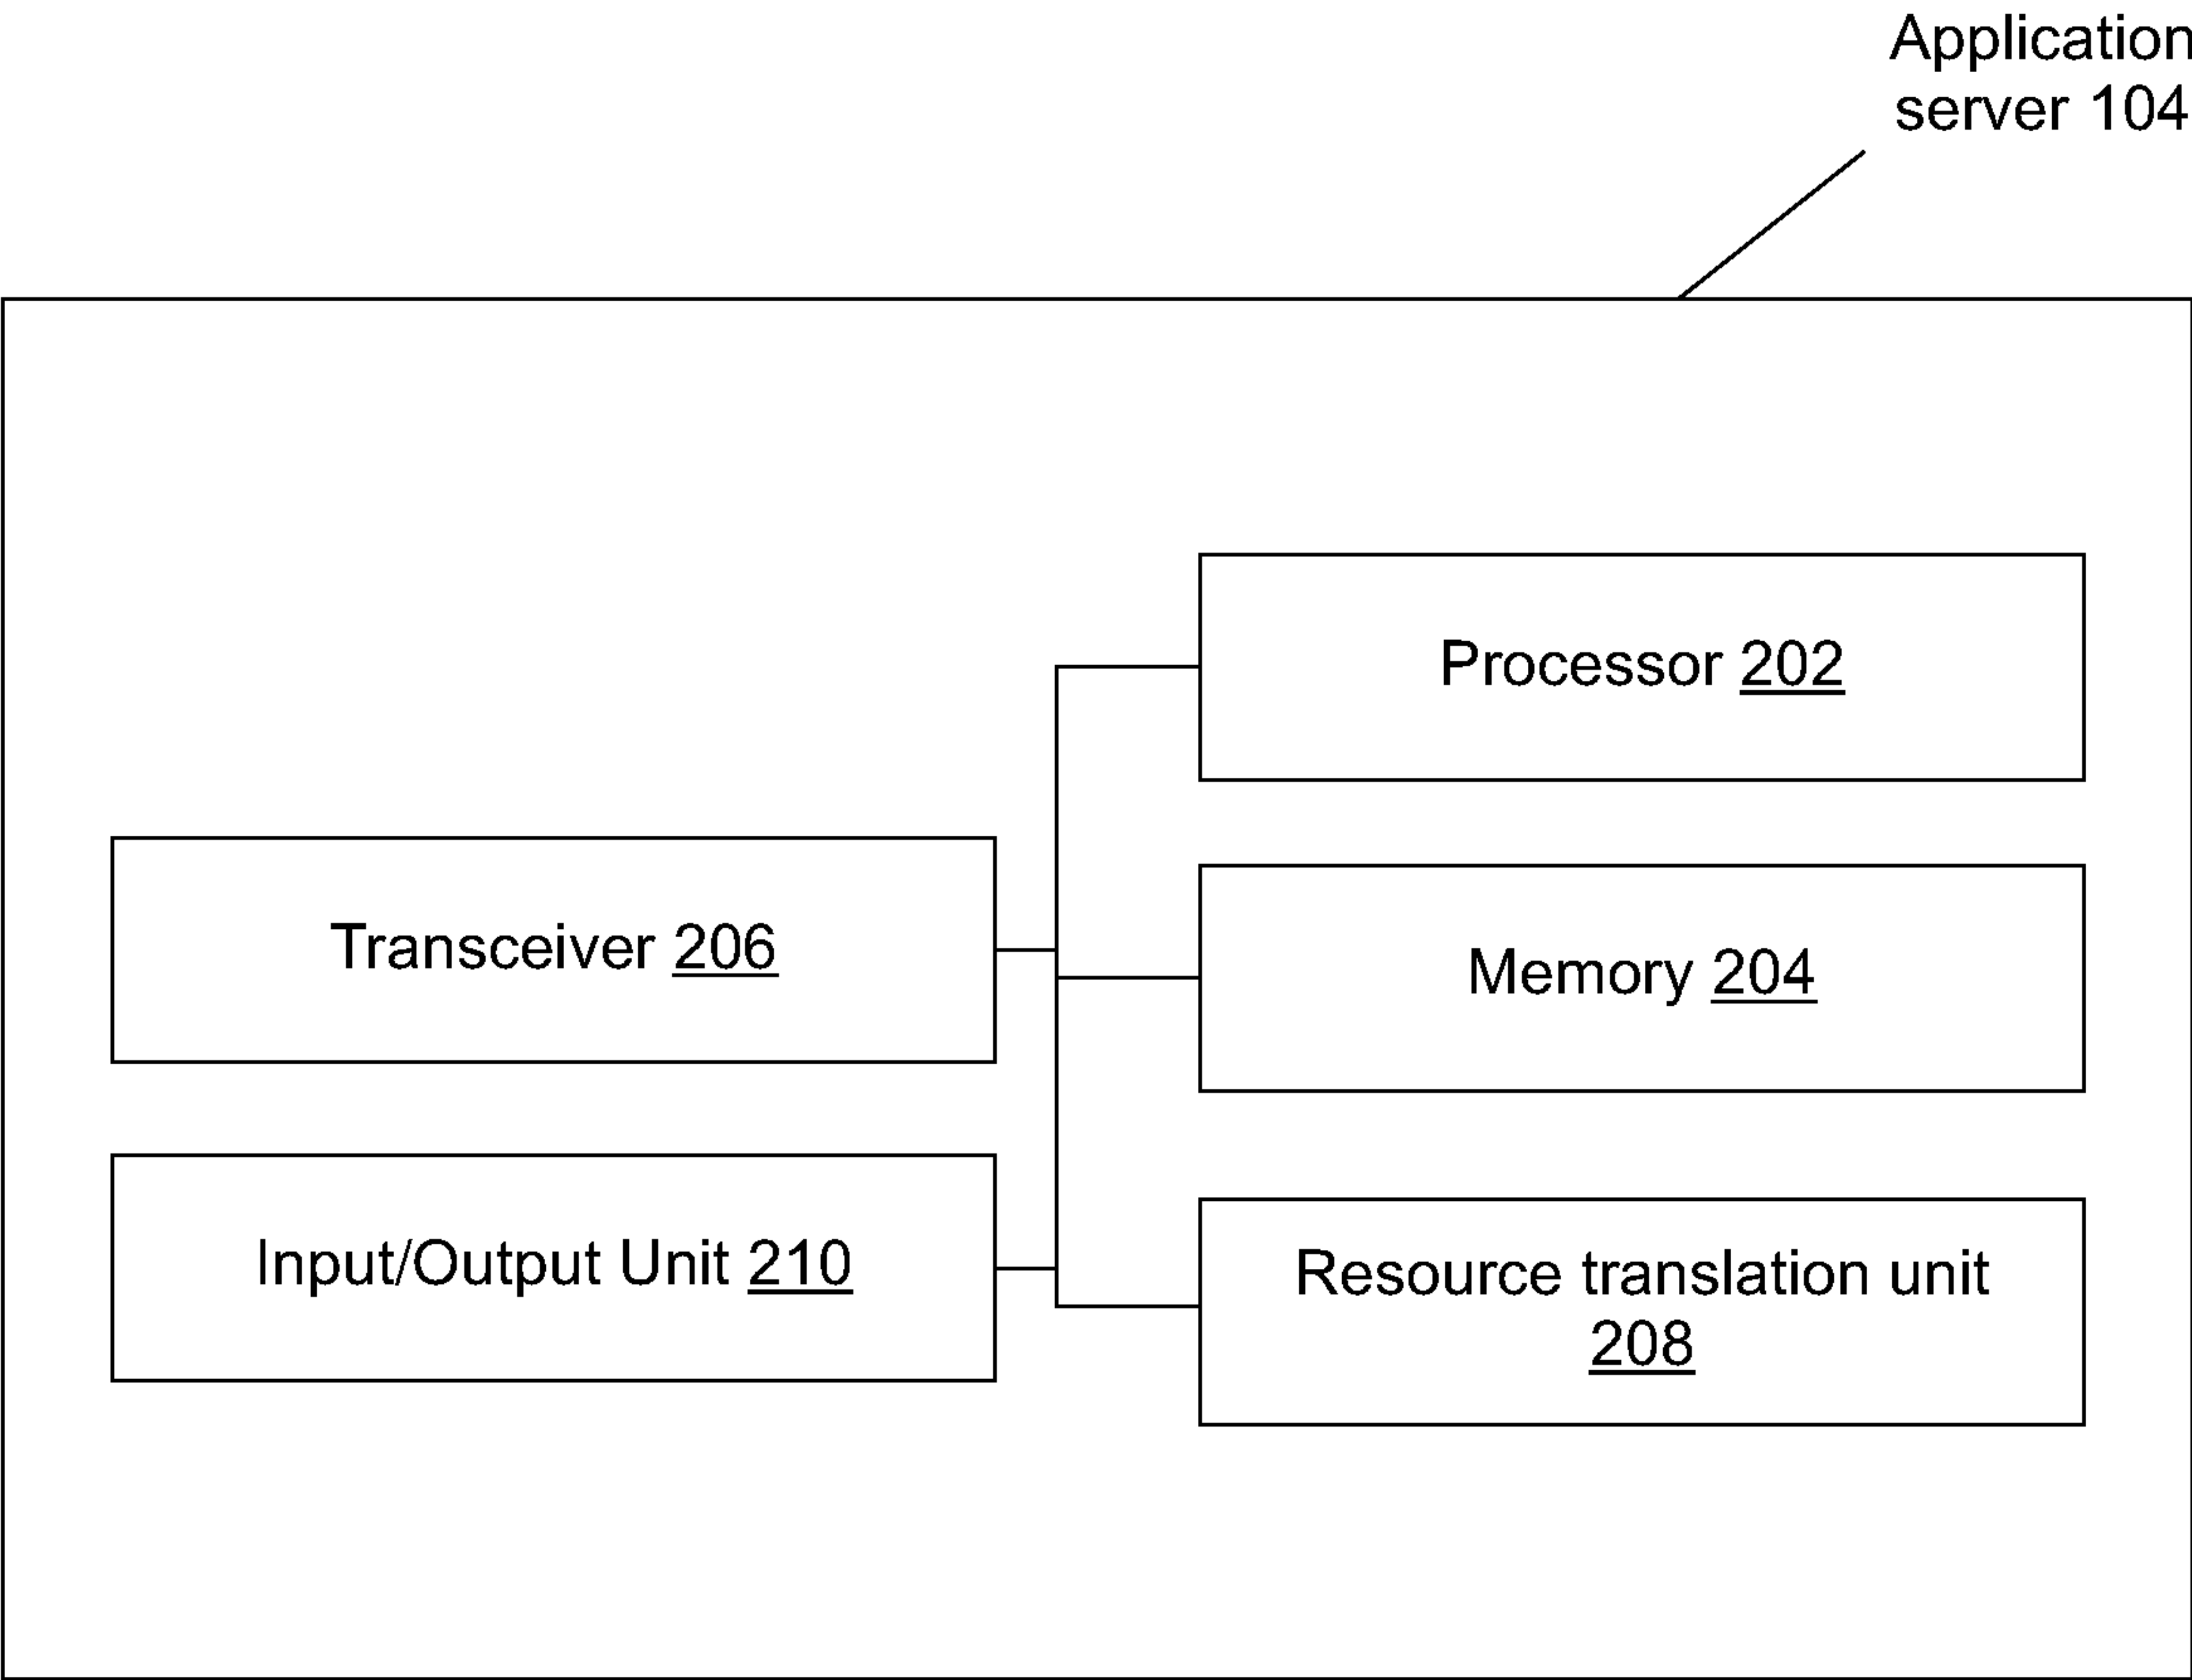 Application
server 104
Processor 202
Transceiver 206
Memory 204
Input/Output Unit 210
Resource translation unit
208